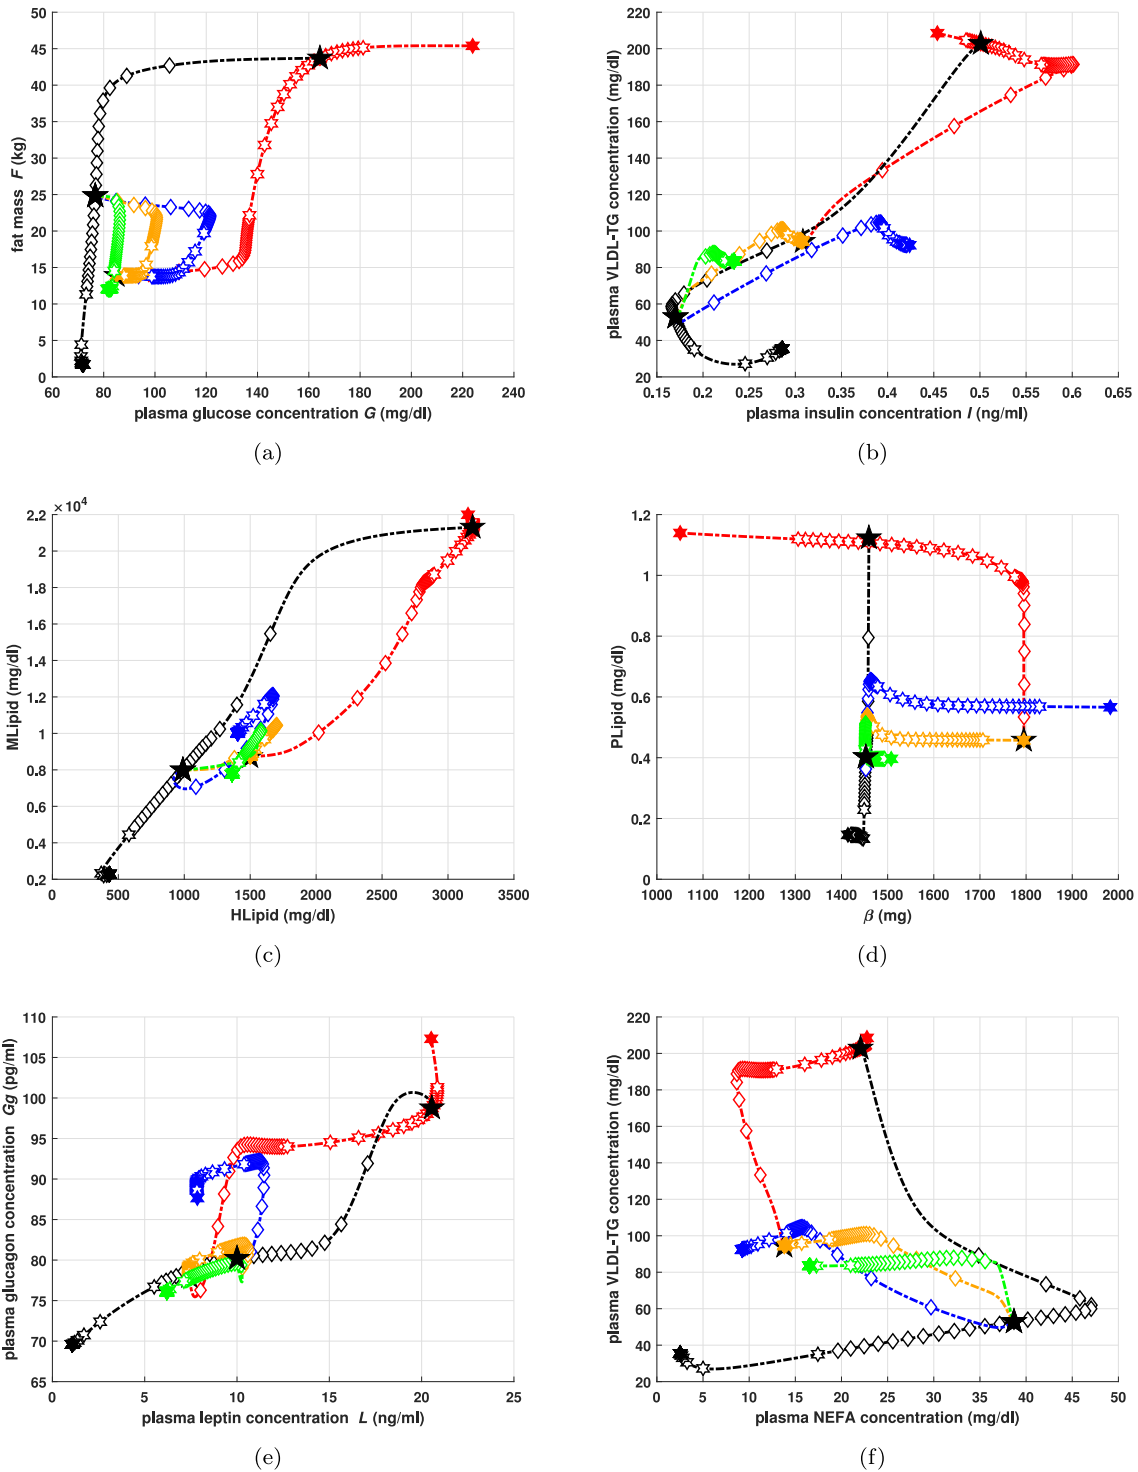 50
45
40
35
30
25
20
15
10
5
0
fat mass F (kg)
60 80 100 120 140 160 180 200 220 240
plasma glucose concentration G (mg/dl)
(a)
220
200
180
160
140
120
100
80
60
40
20
plasma VLDL-TG concentration (mg/dl)
0.15 0.2 0.25 0.3 0.35 0.4 0.45 0.5 0.55 0.6 0.65
plasma insulin concentration I (ng/ml)
(b)
×10⁴
2.2
2
1.8
1.6
1.4
1.2
1
0.8
0.6
0.4
0.2
MLipid (mg/dl)
0 500 1000 1500 2000 2500 3000 3500
HLipid (mg/dl)
(c)
1.2
1
0.8
0.6
0.4
0.2
0
PLipid (mg/dl)
1000 1100 1200 1300 1400 1500 1600 1700 1800 1900 2000
β (mg)
(d)
110
105
100
95
90
85
80
75
70
65
plasma glucagon concentration Gg (pg/ml)
0 5 10 15 20 25
plasma leptin concentration L (ng/ml)
(e)
220
200
180
160
140
120
100
80
60
40
20
plasma VLDL-TG concentration (mg/dl)
0 5 10 15 20 25 30 35 40 45 50
plasma NEFA concentration (mg/dl)
(f)